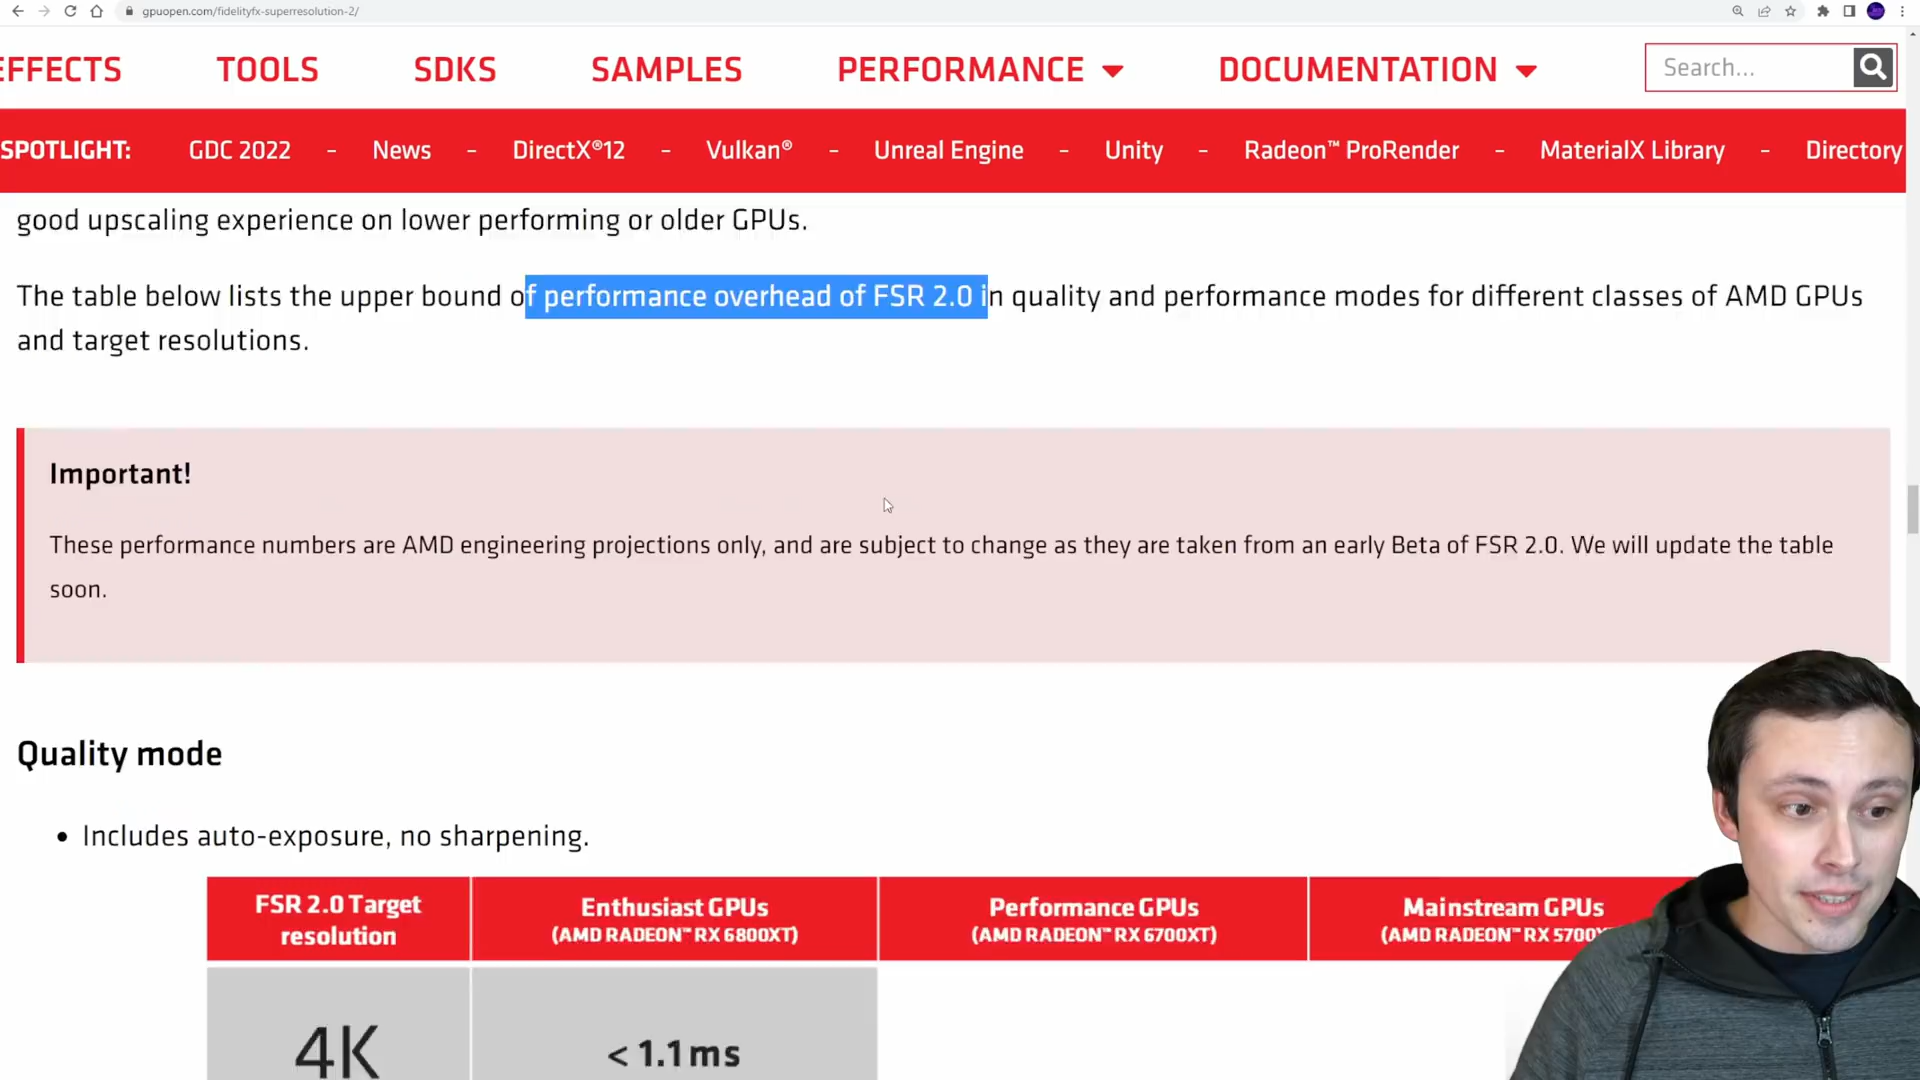 gpuopen.com/fidelityfx-superresolution-2/
EFFECTS TOOLS SDKS SAMPLES PERFORMANCE DOCUMENTATION Search...
SPOTLIGHT: GDC 2022 - News - DirectX®12 - Vulkan® - Unreal Engine - Unity - Radeon™ ProRender - MaterialX Library - Directory
good upscaling experience on lower performing or older GPUs.
The table below lists the upper bound of performance overhead of FSR 2.0 in quality and performance modes for different classes of AMD GPUs
and target resolutions.
Important!
These performance numbers are AMD engineering projections only, and are subject to change as they are taken from an early Beta of FSR 2.0. We will update the table
soon.
Quality mode
• Includes auto-exposure, no sharpening.
FSR 2.0 Target
resolution
Enthusiast GPUs
(AMD RADEON™ RX 6800XT)
Performance GPUs
(AMD RADEON™ RX 6700XT)
Mainstream GPUs
(AMD RADEON™ RX 5700
4K
< 1.1ms